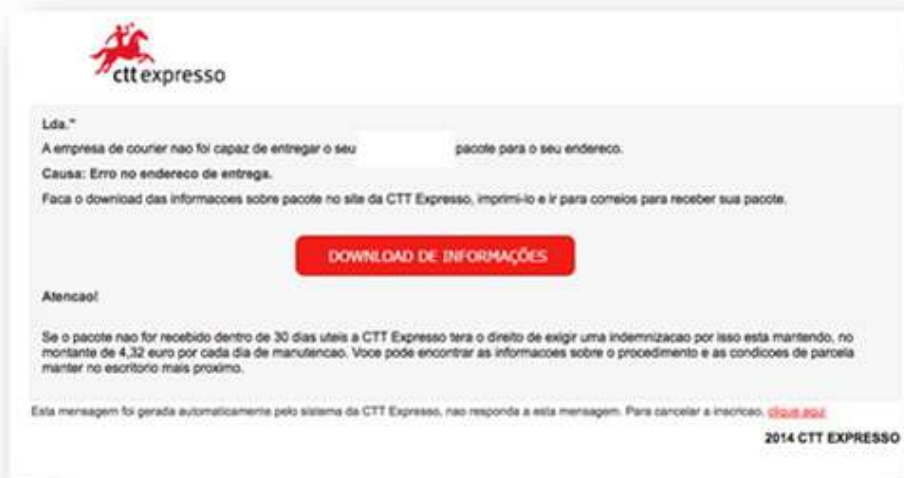 ctt expresso
Lda."
A empresa de courier nao foi capaz de entregar o seu pacote para o seu endereco.
Causa: Erro no endereco de entrega.
Faca o download das informacoes sobre pacote no site da CTT Expresso, imprimi-lo e ir para correios para receber sua pacote.
DOWNLOAD DE INFORMAÇÕES
Atencao!
Se o pacote nao for recebido dentro de 30 dias uteis a CTT Expresso tera o direito de exigir uma indemnizacao por isso esta mantendo, no
montante de 4,32 euro por cada dia de manutencao. Voce pode encontrar as informacoes sobre o procedimento e as condicoes de parcela
manter no escritorio mais proximo.
Esta mensagem foi gerada automaticamente pelo sistema da CTT Expresso, nao responda a esta mensagem. Para cancelar a inscricao, clique aqui
2014 CTT EXPRESSO